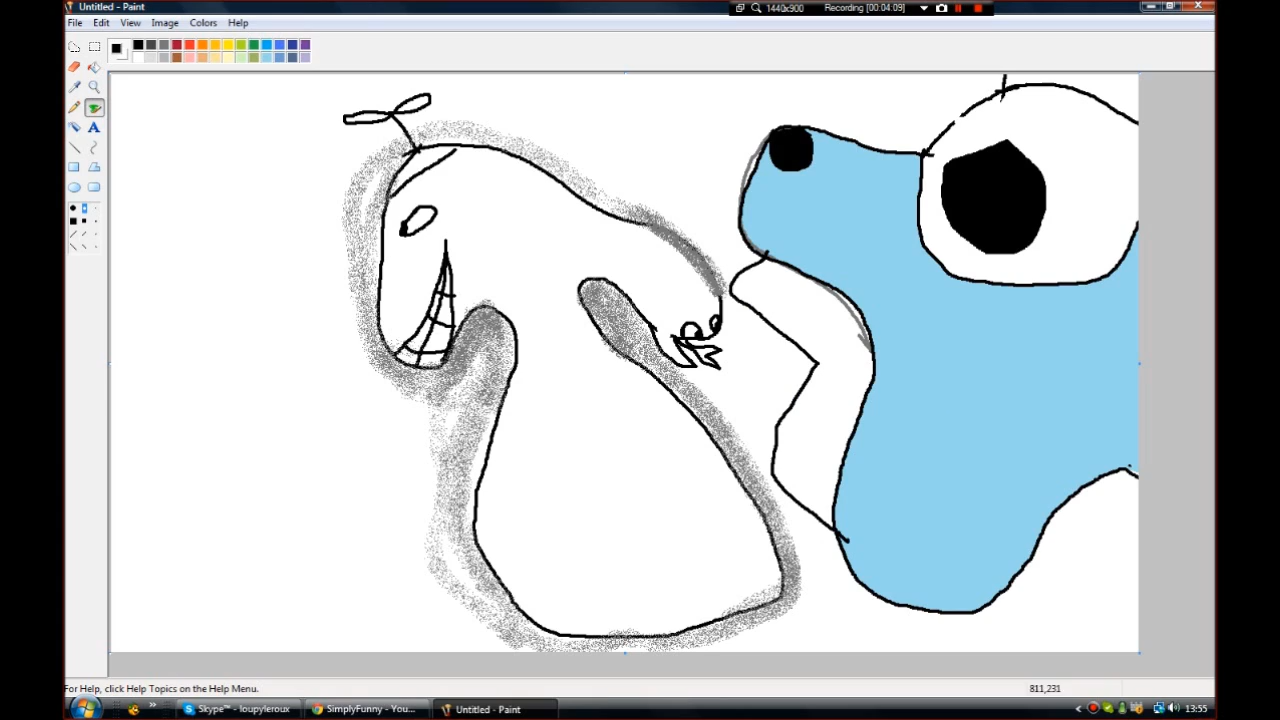 Untitled - Paint
1440x900 Recording [00:04:09]
File Edit View Image Colors Help
A
For Help, click Help Topics on the Help Menu.
811,231
» Skype™ - loupyleroux SimplyFunny - You... Untitled - Paint < 13:55